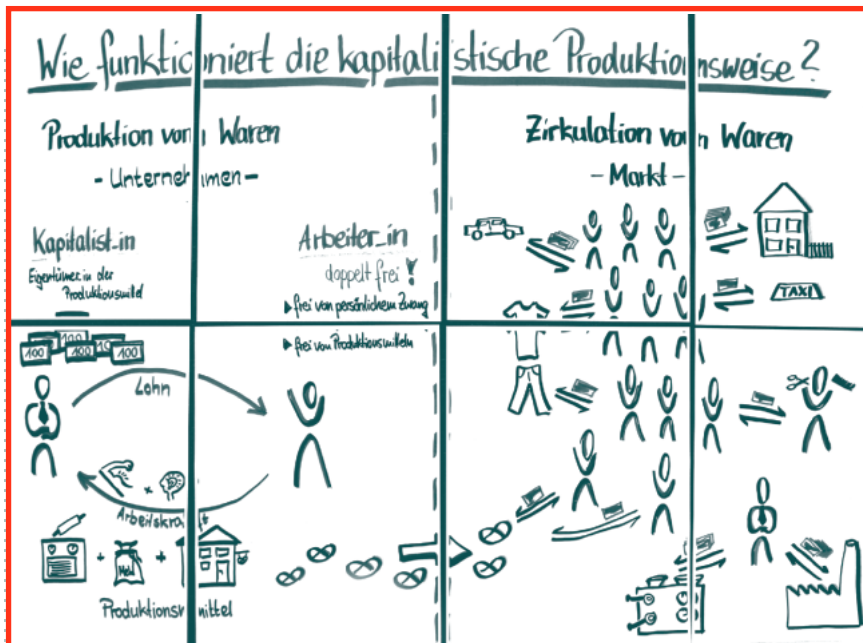 Wie funktioniert die kapitalistische Produktionsweise?
Produktion von Waren
- Unternehmen -
Kapitalist_in
Eigentümer_in der
Produktionsmittel
Arbeiter_in
doppelt frei!
▸ frei von persönlichem Zwang
▸ frei von Produktionsmitteln
Zirkulation von Waren
- Markt -
TAXI
100
100
100
100
100
Lohn
+
Arbeitskraft
+
Mehl
+
Produktionsmittel